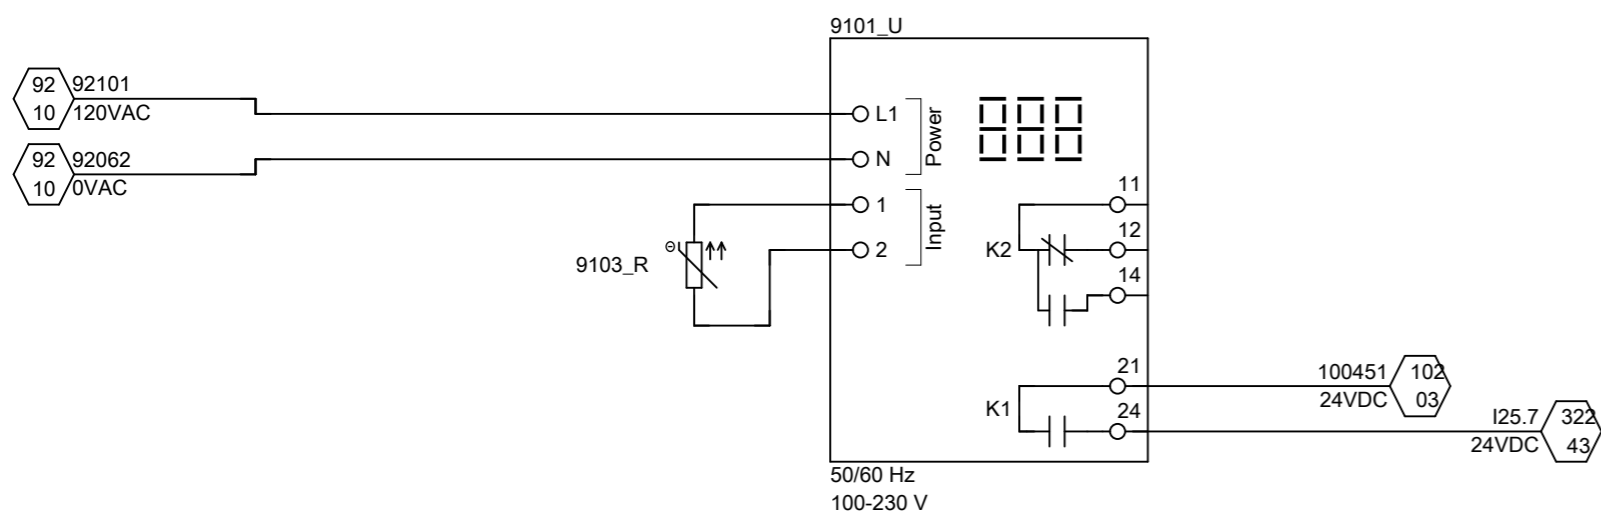 9101_U
92 92101
10 120VAC
92 92062
10 0VAC
L1
N
Power
1
2
Input
9103_R
Θ
11
12
K2
14
21
K1
24
100451 102
24VDC 03
I25.7 322
24VDC 43
50/60 Hz
100-230 V